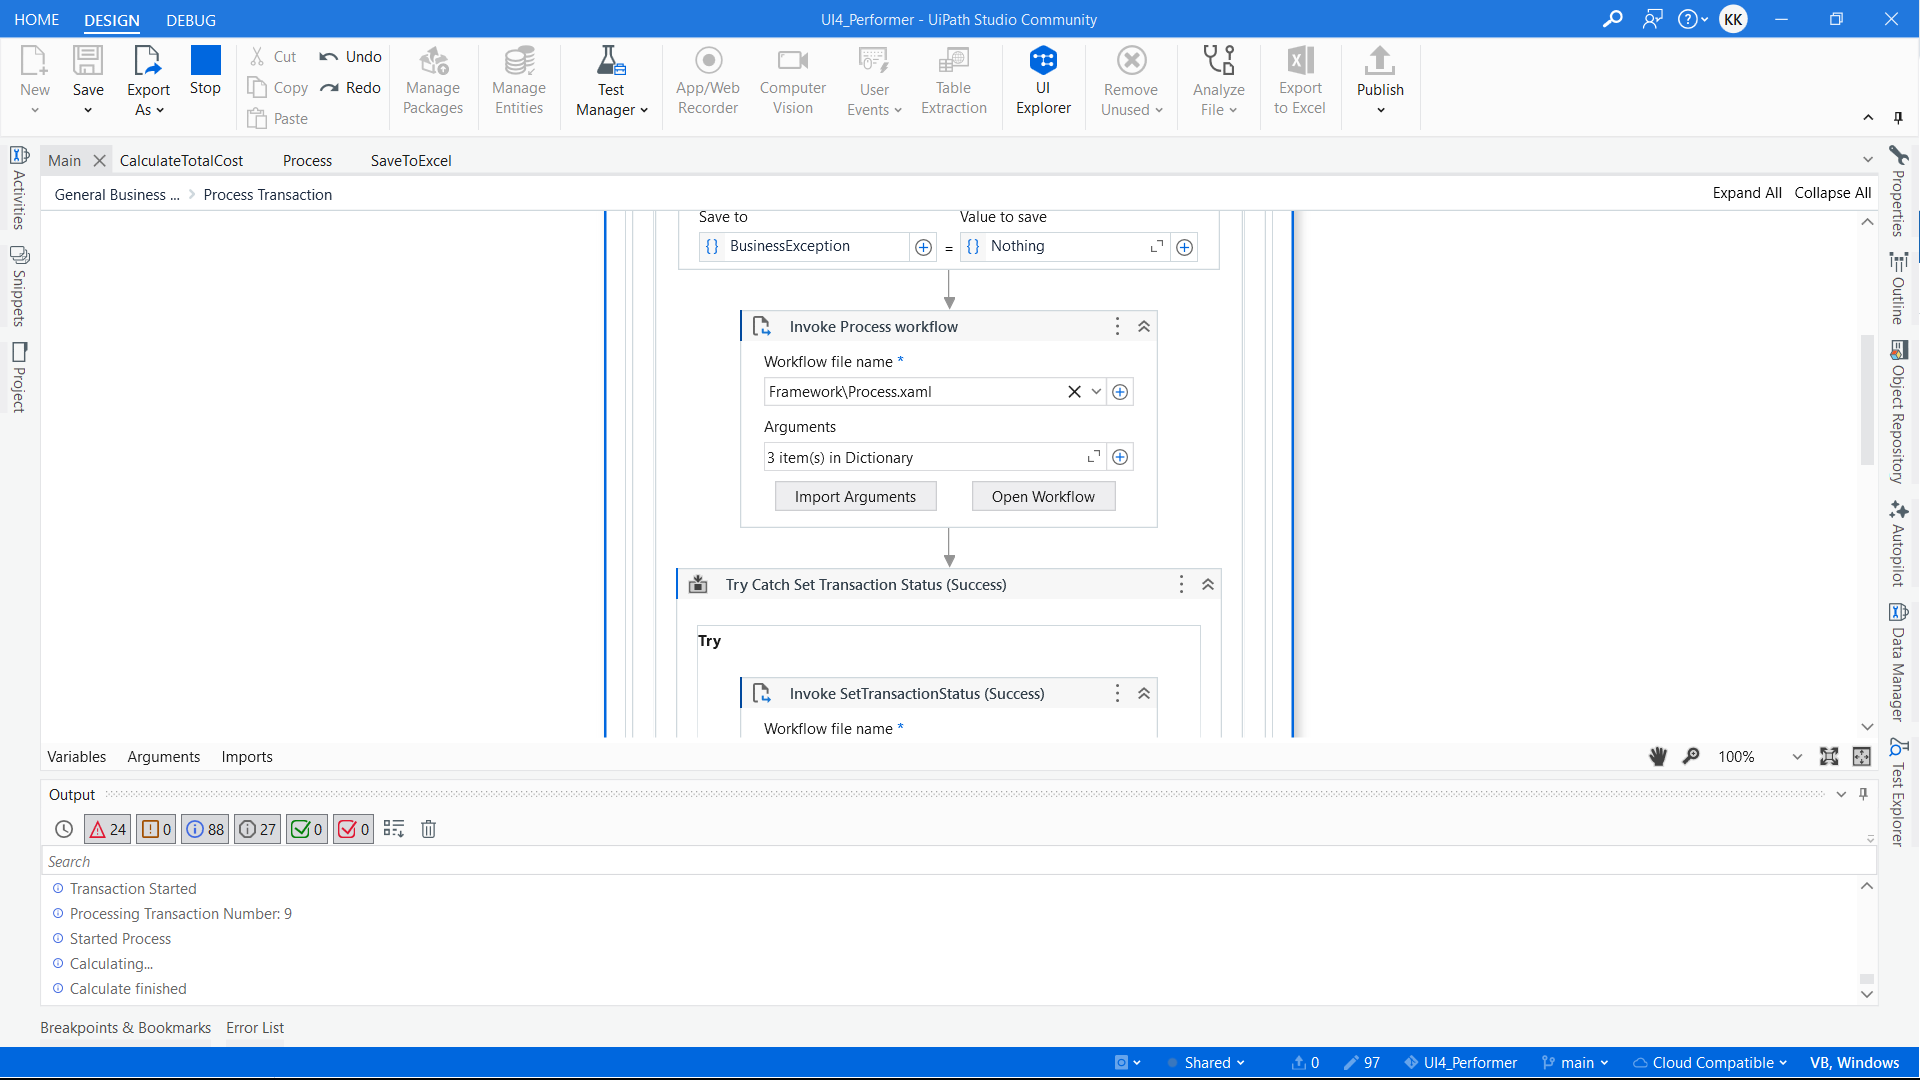 HOME DESIGN DEBUG UI4_Performer - UiPath Studio Community KK
New Save Export As Stop Cut Copy Paste Undo Redo Manage Packages Manage Entities Test Manager App/Web Recorder Computer Vision User Events Table Extraction UI Explorer Remove Unused Analyze File Export to Excel Publish
Main CalculateTotalCost Process SaveToExcel
General Business ... > Process Transaction Expand All Collapse All
Activities
Snippets
Project
Save to Value to save
{} BusinessException = {} Nothing
Invoke Process workflow
Workflow file name *
Framework\Process.xaml
Arguments
3 item(s) in Dictionary
Import Arguments Open Workflow
Try Catch Set Transaction Status (Success)
Try
Invoke SetTransactionStatus (Success)
Workflow file name *
Properties
Outline
Object Repository
Autopilot
Data Manager
Test Explorer
Variables Arguments Imports 100%
Output
24 0 88 27 0 0
Search
Transaction Started
Processing Transaction Number: 9
Started Process
Calculating...
Calculate finished
Breakpoints & Bookmarks Error List
Shared 0 97 UI4_Performer main Cloud Compatible VB, Windows